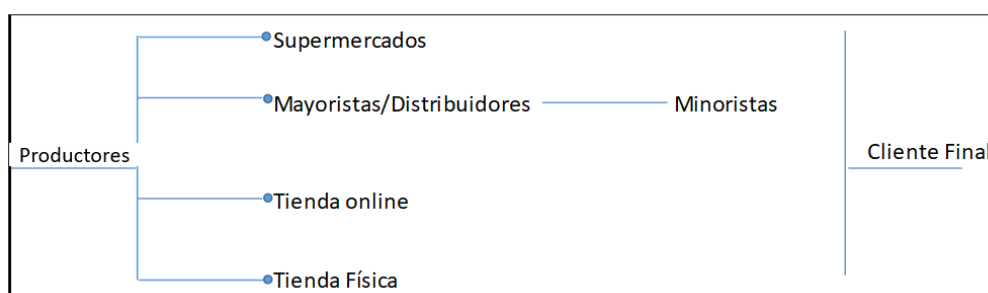 Supermercados
Mayoristas/Distribuidores Minoristas
Productores
Cliente Final
Tienda online
Tienda Física